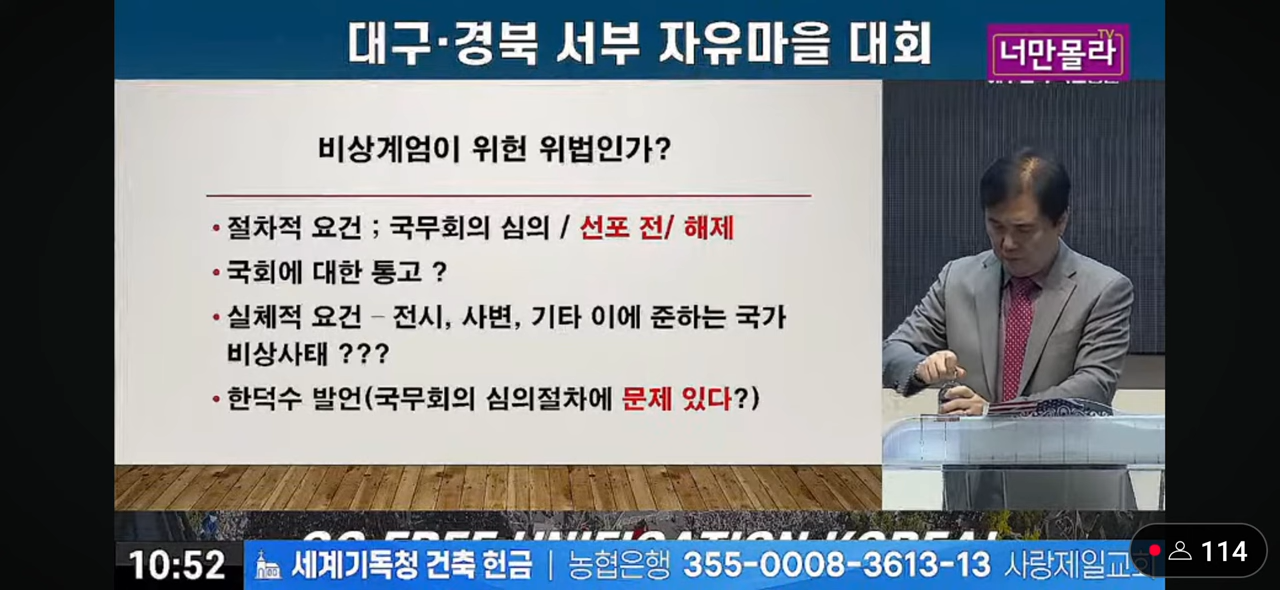 대구·경북 서부 자유마을 대회
너만몰라
TV
비상계엄이 위헌 위법인가?
• 절차적 요건 ; 국무회의 심의 / 선포 전/ 해제
• 국회에 대한 통고 ?
• 실체적 요건 – 전시, 사변, 기타 이에 준하는 국가
비상사태 ???
• 한덕수 발언(국무회의 심의절차에 문제 있다?)
GO FREE UNIFICATION KOREA!
10:52
세계기독청 건축 헌금 | 농협은행 355-0008-3613-13 사랑제일교회
114